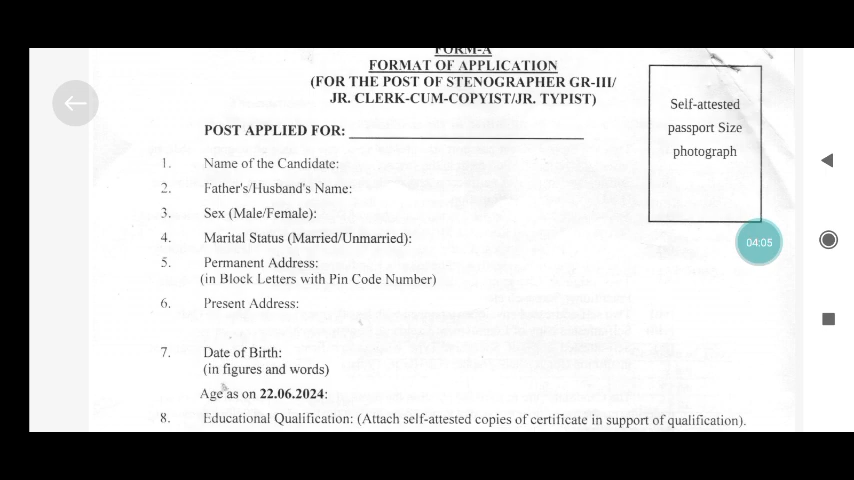 FORM-A
FORMAT OF APPLICATION
(FOR THE POST OF STENOGRAPHER GR-III/
JR. CLERK-CUM-COPYIST/JR. TYPIST)
Self-attested
passport Size
photograph
POST APPLIED FOR:
1. Name of the Candidate:
2. Father's/Husband's Name:
3. Sex (Male/Female):
4. Marital Status (Married/Unmarried):
04:05
5. Permanent Address:
(in Block Letters with Pin Code Number)
6. Present Address:
7. Date of Birth:
(in figures and words)
Age as on 22.06.2024:
8. Educational Qualification: (Attach self-attested copies of certificate in support of qualification).